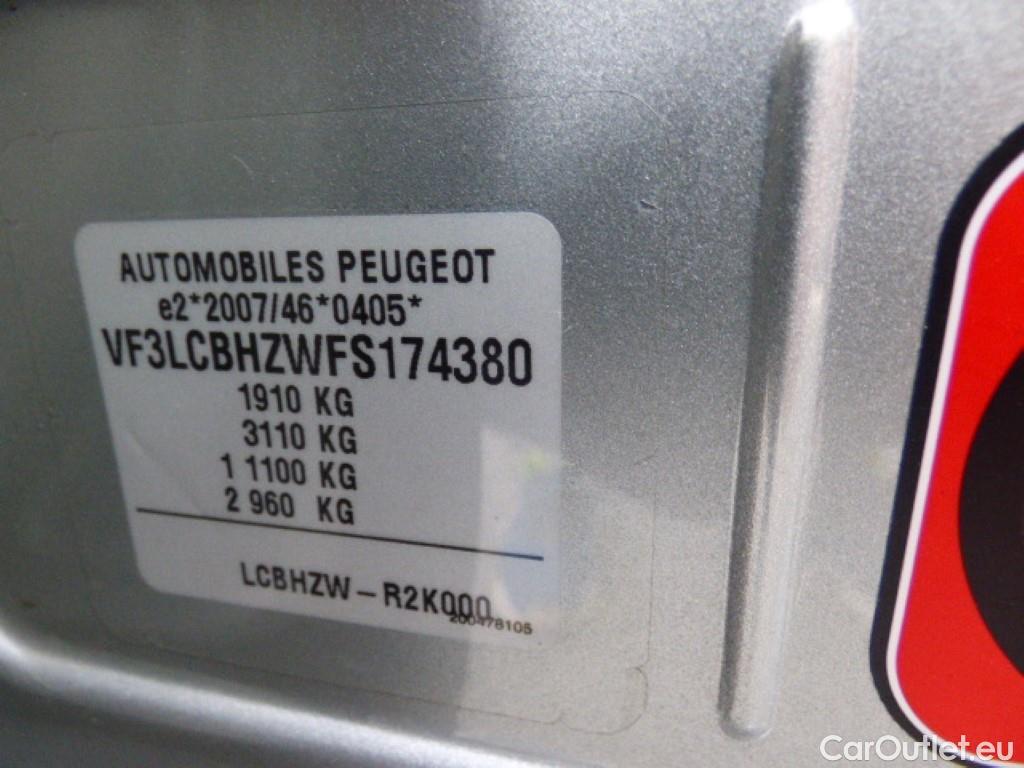 AUTOMOBILES PEUGEOT
e2*2007/46*0405*
VF3LCBHZWFS174380
1910 KG
3110 KG
1 1100 KG
2 960 KG
LCBHZW-R2K000
200478105
CarOutlet.eu